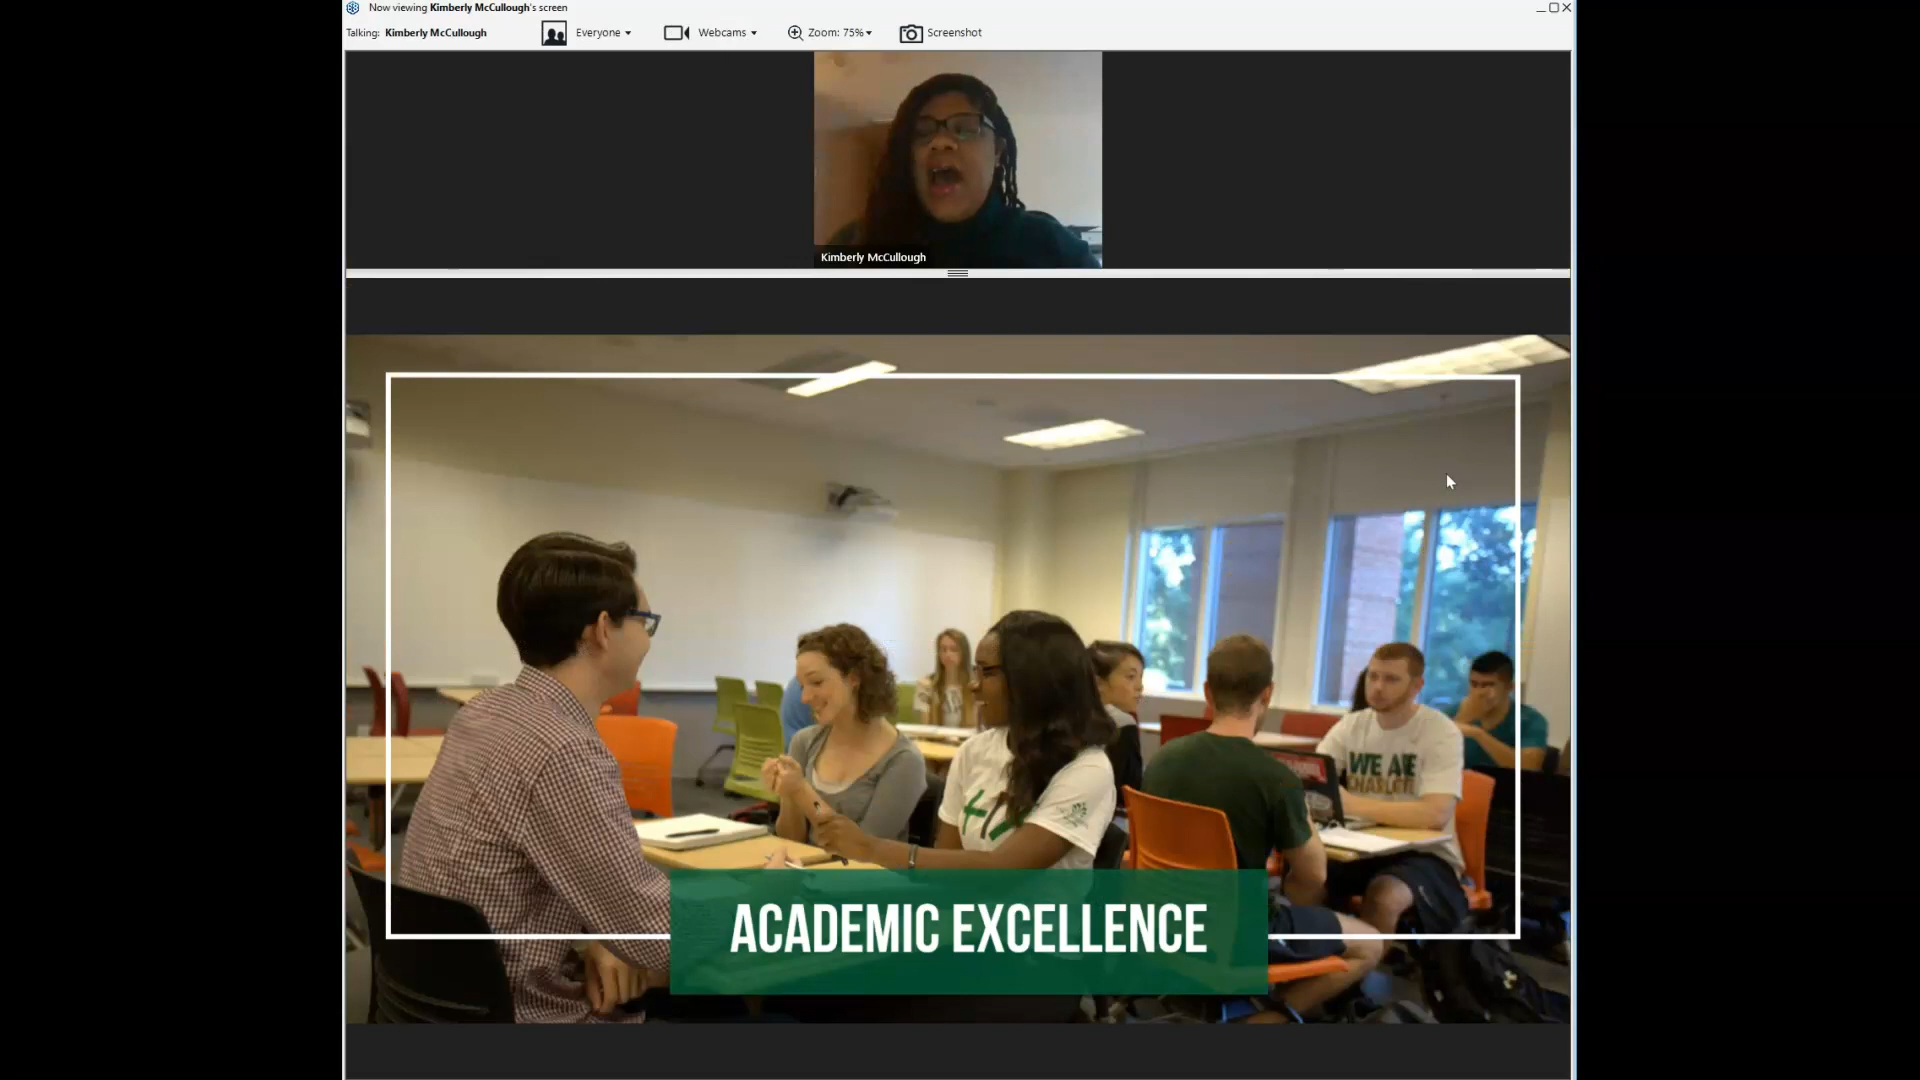 Now viewing Kimberly McCullough's screen
Talking: Kimberly McCullough
Everyone
Webcams
Zoom: 75%
Screenshot
Kimberly McCullough
WE ARE
CHARLOTTE
ACADEMIC EXCELLENCE